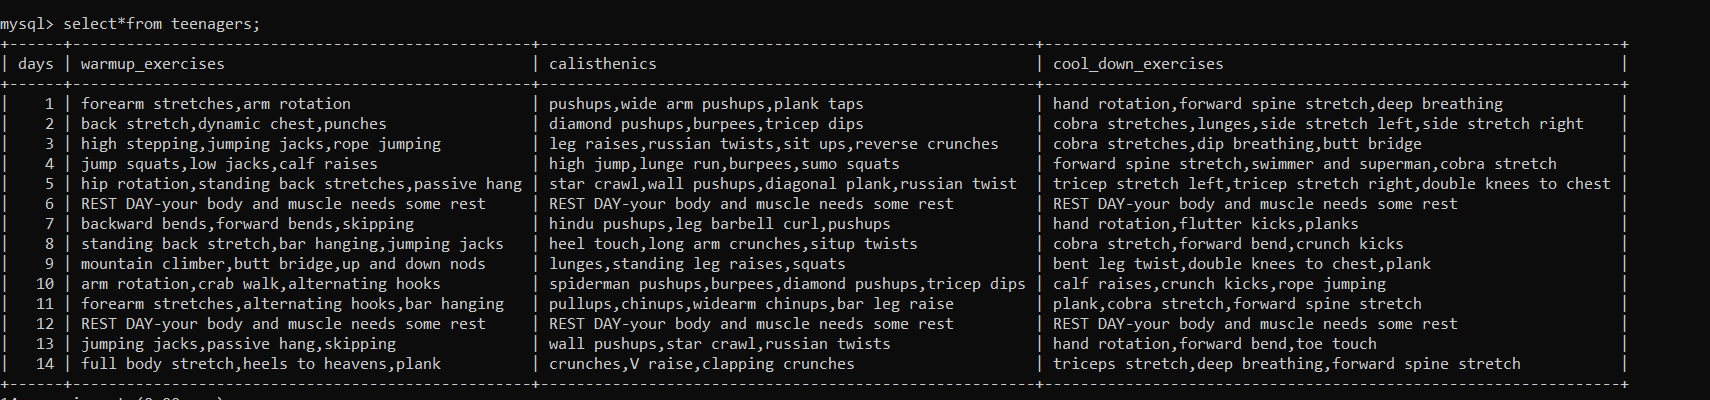 mysql> select*from teenagers;
+------+----------------------------------------------+-------------------------------------------------+---------------------------------------------------------+
| days | warmup_exercises | calisthenics | cool_down_exercises |
+------+----------------------------------------------+-------------------------------------------------+---------------------------------------------------------+
| 1 | forearm stretches,arm rotation | pushups,wide arm pushups,plank taps | hand rotation,forward spine stretch,deep breathing |
| 2 | back stretch,dynamic chest,punches | diamond pushups,burpees,tricep dips | cobra stretches,lunges,side stretch left,side stretch right |
| 3 | high stepping,jumping jacks,rope jumping | leg raises,russian twists,sit ups,reverse crunches | cobra stretches,dip breathing,butt bridge |
| 4 | jump squats,low jacks,calf raises | high jump,lunge run,burpees,sumo squats | forward spine stretch,swimmer and superman,cobra stretch |
| 5 | hip rotation,standing back stretches,passive hang | star crawl,wall pushups,diagonal plank,russian twist | tricep stretch left,tricep stretch right,double knees to chest |
| 6 | REST DAY-your body and muscle needs some rest | REST DAY-your body and muscle needs some rest | REST DAY-your body and muscle needs some rest |
| 7 | backward bends,forward bends,skipping | hindu pushups,leg barbell curl,pushups | hand rotation,flutter kicks,planks |
| 8 | standing back stretch,bar hanging,jumping jacks | heel touch,long arm crunches,situp twists | cobra stretch,forward bend,crunch kicks |
| 9 | mountain climber,butt bridge,up and down nods | lunges,standing leg raises,squats | bent leg twist,double knees to chest,plank |
| 10 | arm rotation,crab walk,alternating hooks | spiderman pushups,burpees,diamond pushups,tricep dips | calf raises,crunch kicks,rope jumping |
| 11 | forearm stretches,alternating hooks,bar hanging | pullups,chinups,widearm chinups,bar leg raise | plank,cobra stretch,forward spine stretch |
| 12 | REST DAY-your body and muscle needs some rest | REST DAY-your body and muscle needs some rest | REST DAY-your body and muscle needs some rest |
| 13 | jumping jacks,passive hang,skipping | wall pushups,star crawl,russian twists | hand rotation,forward bend,toe touch |
| 14 | full body stretch,heels to heavens,plank | crunches,V raise,clapping crunches | triceps stretch,deep breathing,forward spine stretch |
+------+----------------------------------------------+-------------------------------------------------+---------------------------------------------------------+